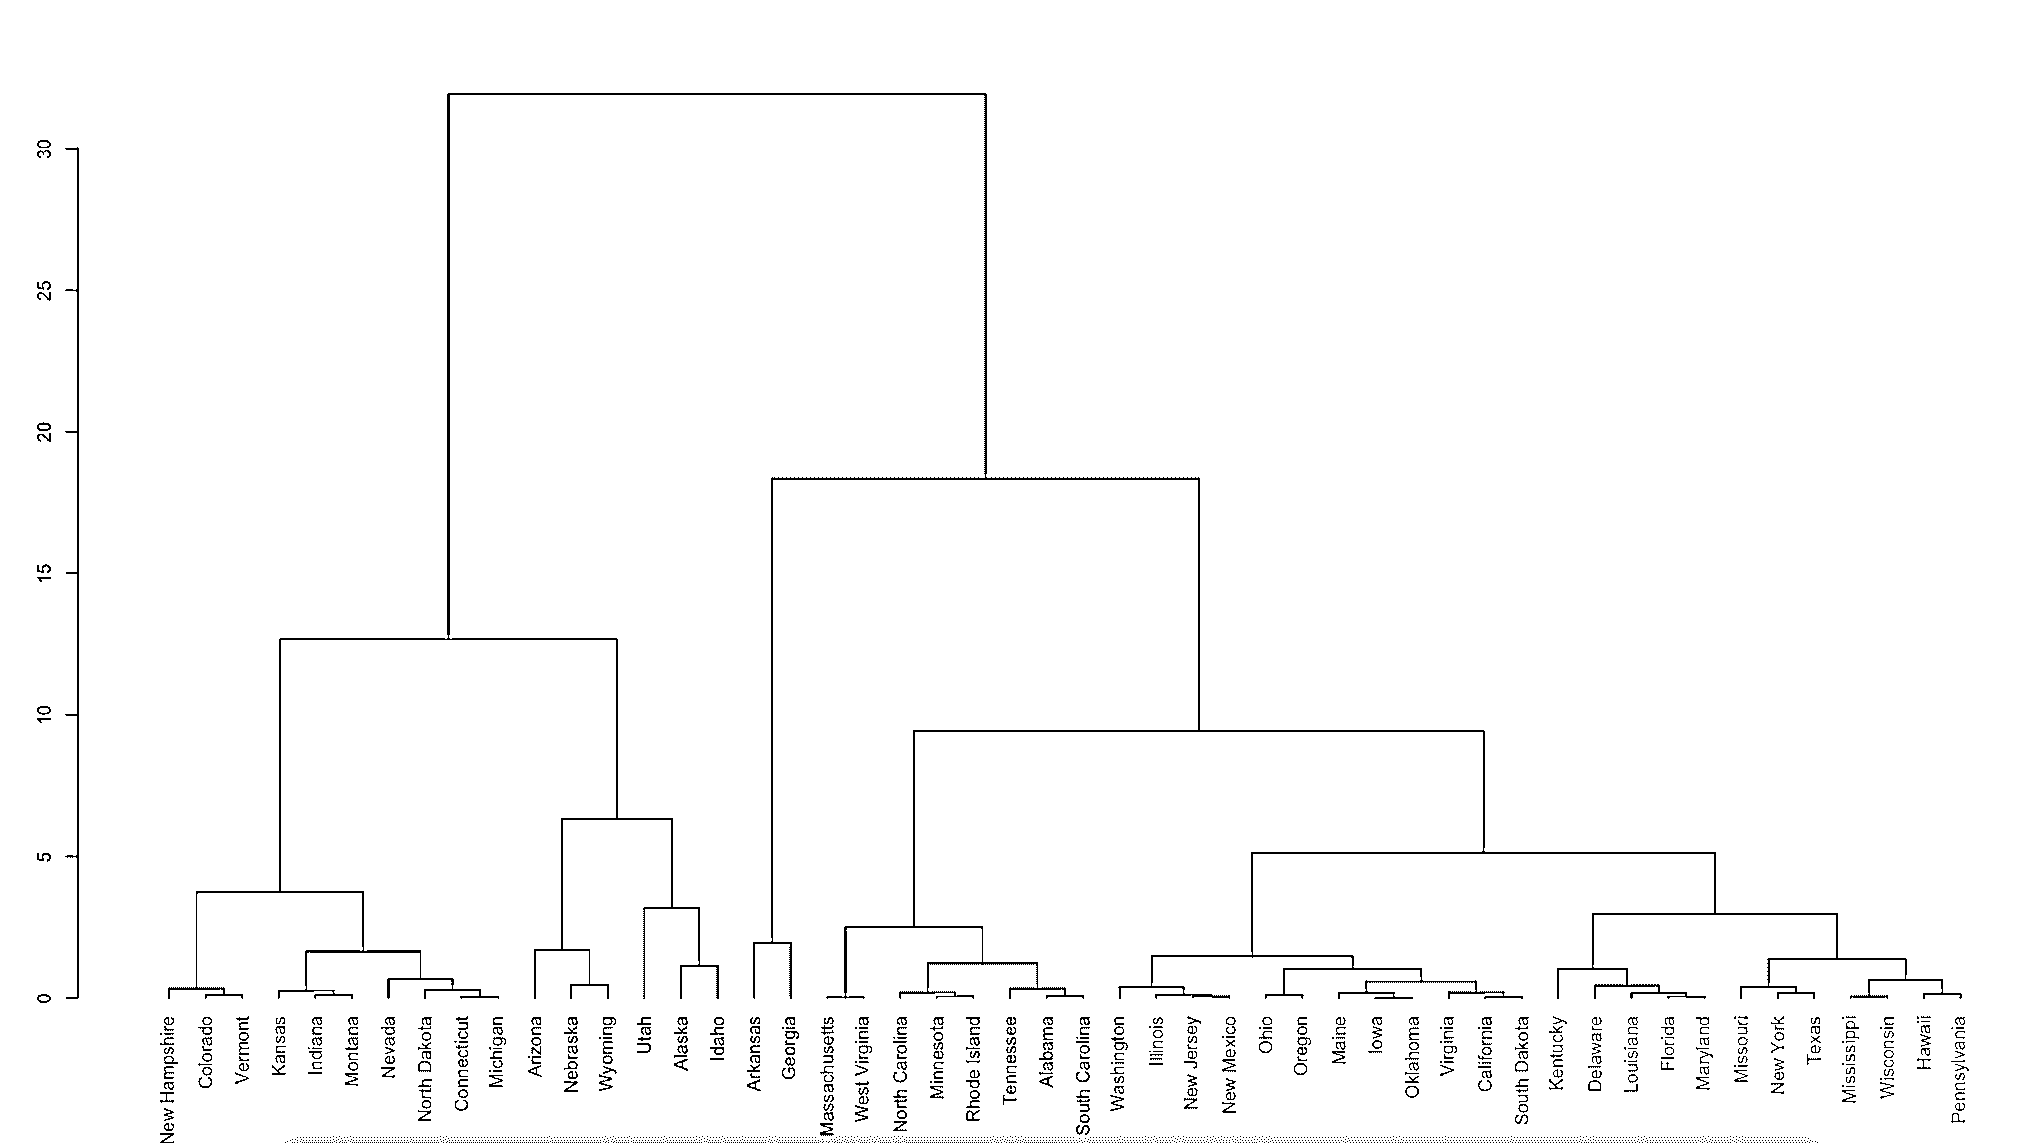 30
25
20
15
10
5
0
New Hampshire
Colorado
Vermont
Kansas
Indiana
Montana
Nevada
North Dakota
Connecticut
Michigan
Arizona
Nebraska
Wyoming
Utah
Alaska
Idaho
Arkansas
Georgia
Massachusetts
West Virginia
North Carolina
Minnesota
Rhode Island
Tennessee
Alabama
South Carolina
Washington
Illinois
New Jersey
New Mexico
Ohio
Oregon
Maine
Iowa
Oklahoma
Virginia
California
South Dakota
Kentucky
Delaware
Louisiana
Florida
Maryland
Missouri
New York
Texas
Mississippi
Wisconsin
Hawaii
Pennsylvania